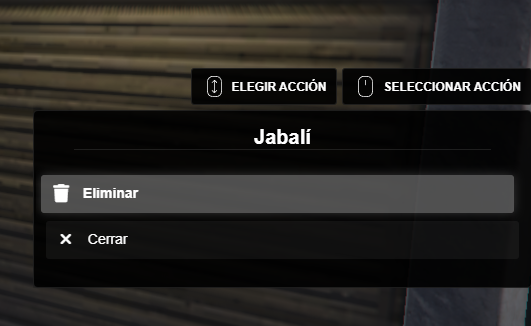 ELEGIR ACCIÓN SELECCIONAR ACCIÓN
Jabalí
Eliminar
Cerrar